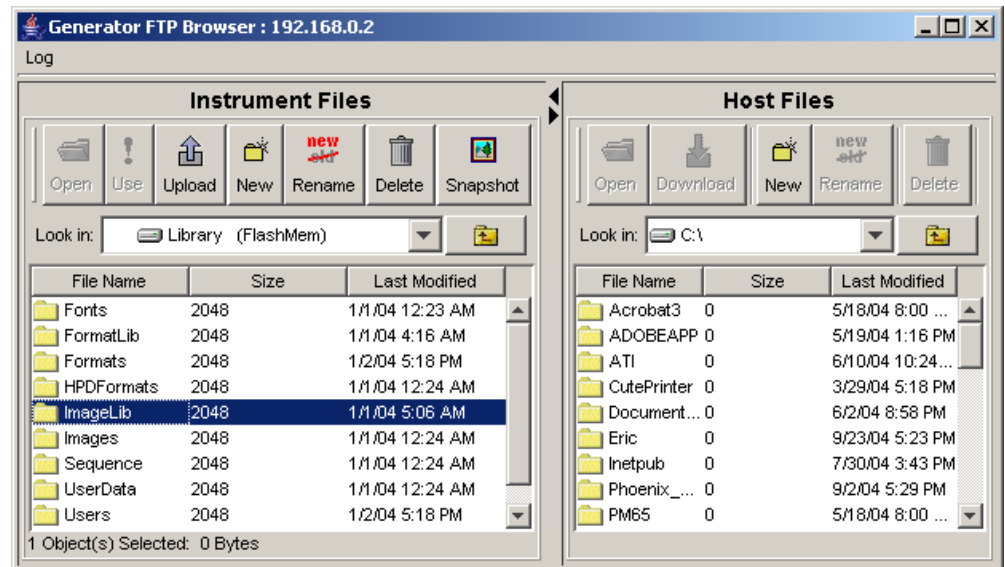 Generator FTP Browser : 192.168.0.2
Log
Instrument Files
Open Use Upload New new old Rename Delete Snapshot
Look in: Library (FlashMem)
File Name Size Last Modified
Fonts 2048 1/1/04 12:23 AM
FormatLib 2048 1/1/04 4:16 AM
Formats 2048 1/2/04 5:18 PM
HPDFormats 2048 1/1/04 12:24 AM
ImageLib 2048 1/1/04 5:06 AM
Images 2048 1/1/04 12:24 AM
Sequence 2048 1/1/04 12:24 AM
UserData 2048 1/1/04 12:24 AM
Users 2048 1/2/04 5:18 PM
1 Object(s) Selected: 0 Bytes
Host Files
Open Download New new old Rename Delete
Look in: C:\
File Name Size Last Modified
Acrobat3 0 5/18/04 8:00 ...
ADOBEAPP 0 5/19/04 1:16 PM
ATI 0 6/10/04 10:24...
CutePrinter 0 3/29/04 5:18 PM
Document... 0 6/2/04 8:58 PM
Eric 0 9/23/04 5:23 PM
Inetpub 0 7/30/04 3:43 PM
Phoenix_... 0 9/2/04 5:29 PM
PM65 0 5/18/04 8:00 ...